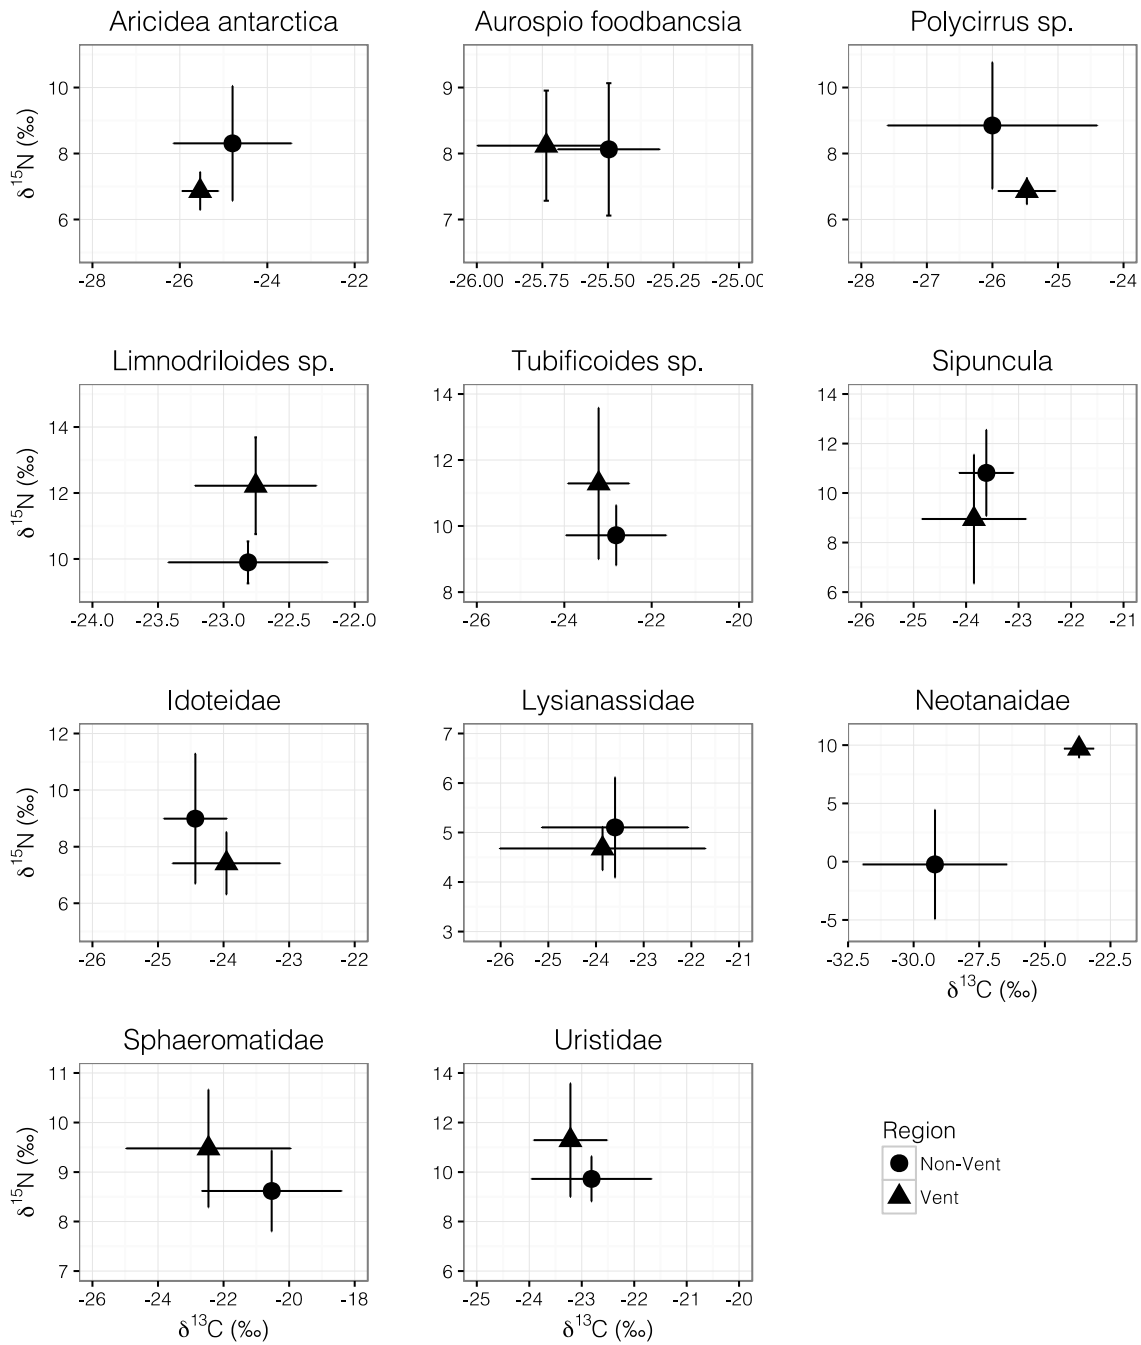 Aricidea antarctica
δ15N (‰)
10
8
6
-28 -26 -24 -22
Aurospio foodbancsia
9
8
7
-26.00 -25.75 -25.50 -25.25 -25.00
Polycirrus sp.
10
8
6
-28 -27 -26 -25 -24
Limnodriloides sp.
δ15N (‰)
14
12
10
-24.0 -23.5 -23.0 -22.5 -22.0
Tubificoides sp.
14
12
10
8
-26 -24 -22 -20
Sipuncula
14
12
10
8
6
-26 -25 -24 -23 -22 -21
Idoteidae
δ15N (‰)
12
10
8
6
-26 -25 -24 -23 -22
Lysianassidae
7
6
5
4
3
-26 -25 -24 -23 -22 -21
Neotanaidae
10
5
0
-5
-32.5 -29.0 -27.5 -25.0 -22.5
δ13C (‰)
Sphaeromatidae
δ15N (‰)
11
10
9
8
7
-26 -24 -22 -20 -18
δ13C (‰)
Uristidae
14
12
10
8
6
-25 -24 -23 -22 -21 -20
δ13C (‰)
Region
Non-Vent
Vent